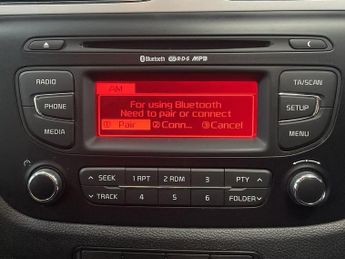 Bluetooth R·D·S MP3
RADIO
AM
TA/SCAN
For using Bluetooth
Need to pair or connect
PHONE
SETUP
① Pair ② Conn... ③ Cancel
MEDIA
MENU
SEEK 1 RPT 2 RDM 3 PTY
TRACK 4 5 6 FOLDER